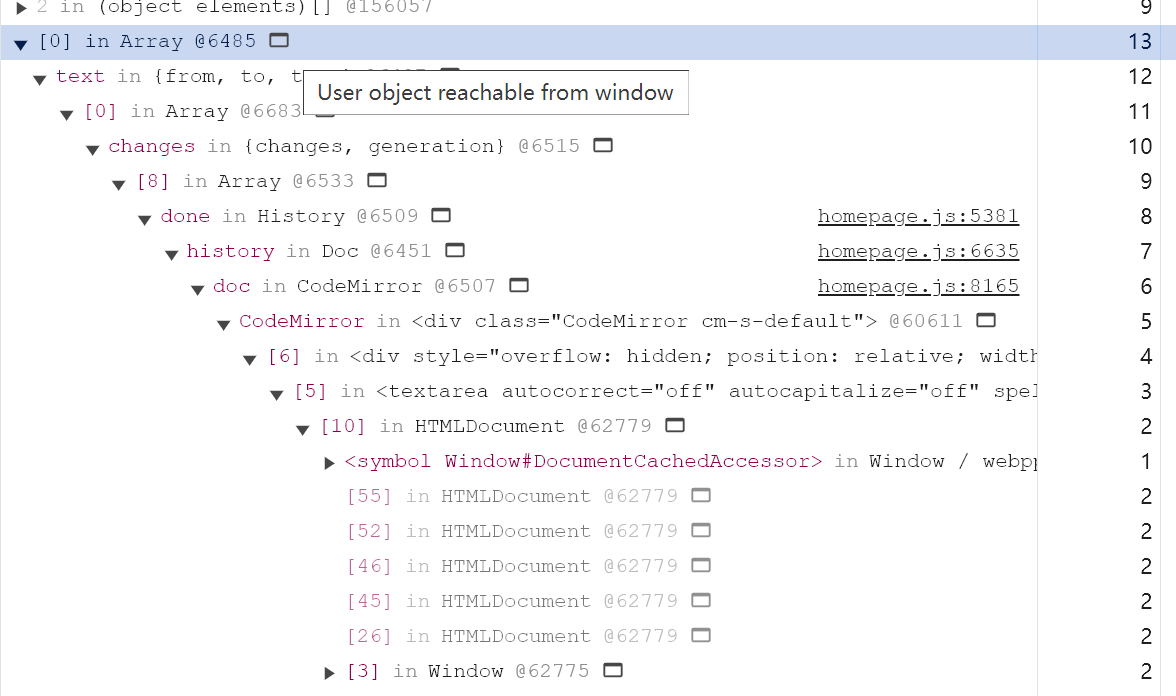 ▶ 2 in (object elements)[] @156057 9
▼ [0] in Array @6485 13
▼ text in {from, to, t 12
User object reachable from window
▼ [0] in Array @6683 11
▼ changes in {changes, generation} @6515 10
▼ [8] in Array @6533 9
▼ done in History @6509 homepage.js:5381 8
▼ history in Doc @6451 homepage.js:6635 7
▼ doc in CodeMirror @6507 homepage.js:8165 6
▼ CodeMirror in <div class="CodeMirror cm-s-default"> @60611 5
▼ [6] in <div style="overflow: hidden; position: relative; width 4
▼ [5] in <textarea autocorrect="off" autocapitalize="off" spel 3
▼ [10] in HTMLDocument @62779 2
▶ <symbol Window#DocumentCachedAccessor> in Window / webpp 1
[55] in HTMLDocument @62779 2
[52] in HTMLDocument @62779 2
[46] in HTMLDocument @62779 2
[45] in HTMLDocument @62779 2
[26] in HTMLDocument @62779 2
▶ [3] in Window @62775 2